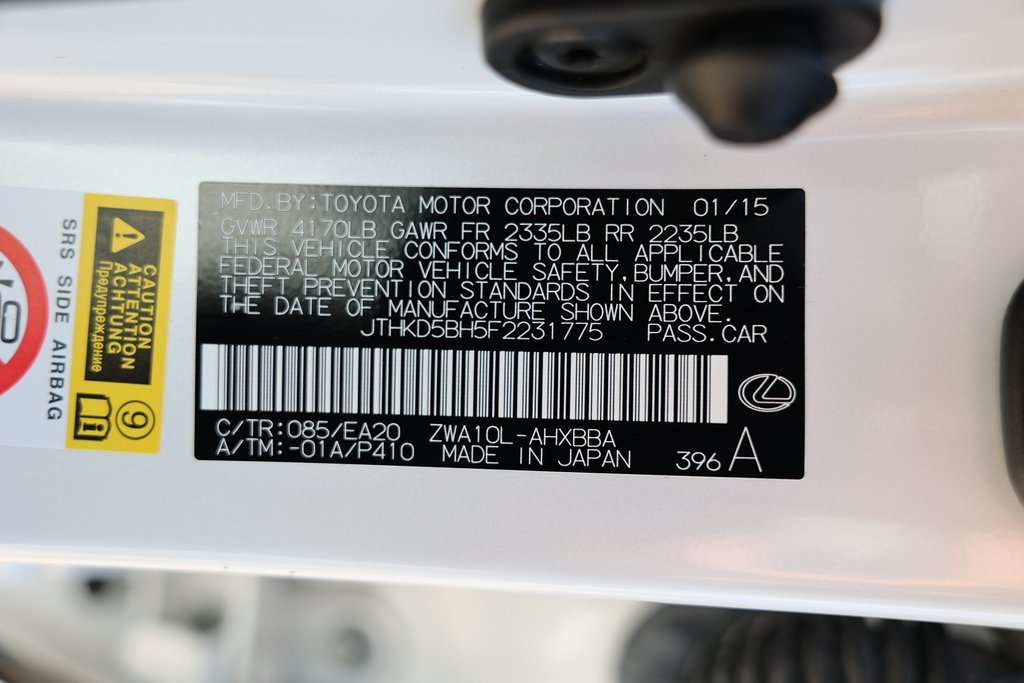 MFD.BY:TOYOTA MOTOR CORPORATION 01/15
GVWR 4170LB GAWR FR 2335LB RR 2235LB
THIS VEHICLE CONFORMS TO ALL APPLICABLE
FEDERAL MOTOR VEHICLE SAFETY,BUMPER,AND
THEFT PREVENTION STANDARDS IN EFFECT ON
THE DATE OF MANUFACTURE SHOWN ABOVE.
JTHKD5BH5F2231775 PASS.CAR
C/TR:085/EA20 ZWA10L-AHXBBA
A/TM:-01A/P410 MADE IN JAPAN 396 A
CAUTION
ATTENTION
ACHTUNG
Предупреждение
9
SRS SIDE AIRBAG